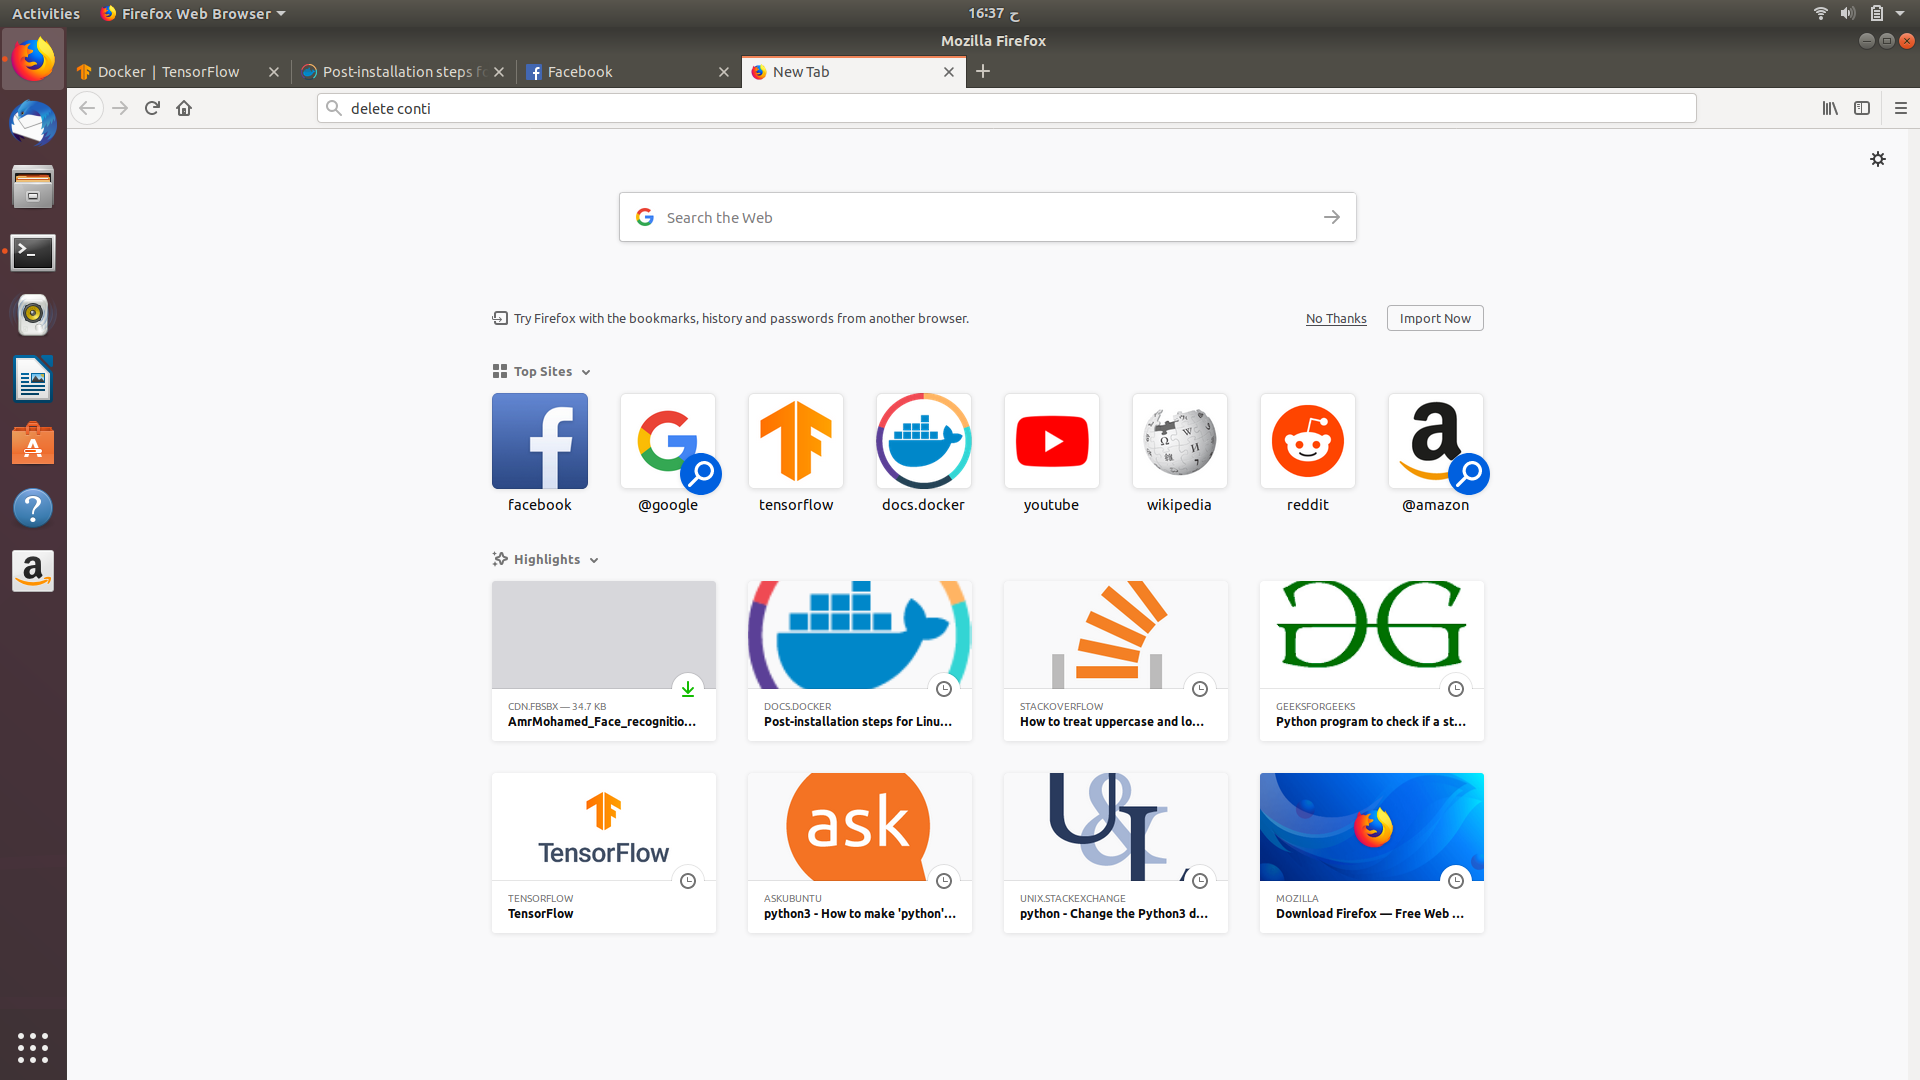 Activities
Firefox Web Browser
16:37 ح
Mozilla Firefox
Docker | TensorFlow
Post-installation steps fo
Facebook
New Tab
delete conti
Search the Web
Try Firefox with the bookmarks, history and passwords from another browser.
No Thanks
Import Now
Top Sites
facebook
@google
tensorflow
docs.docker
youtube
wikipedia
reddit
@amazon
Highlights
CDN.FBSBX — 34.7 KB
AmrMohamed_Face_recognitio...
DOCS.DOCKER
Post-installation steps for Linu...
STACKOVERFLOW
How to treat uppercase and lo...
GEEKSFORGEEKS
Python program to check if a st...
TensorFlow
TENSORFLOW
TensorFlow
ask
ASKUBUNTU
python3 - How to make 'python'...
U&L
UNIX.STACKEXCHANGE
python - Change the Python3 d...
MOZILLA
Download Firefox — Free Web ...